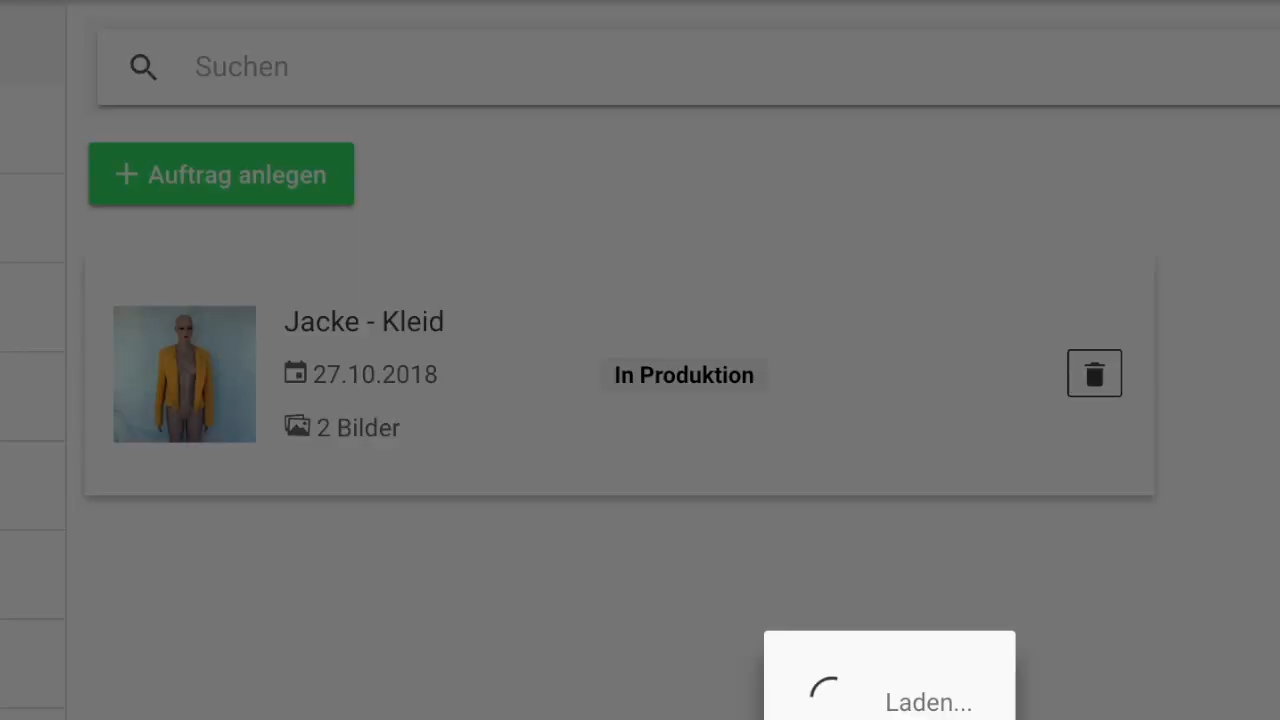 Suchen
Auftrag anlegen
Jacke - Kleid
27.10.2018
In Produktion
2 Bilder
Laden...